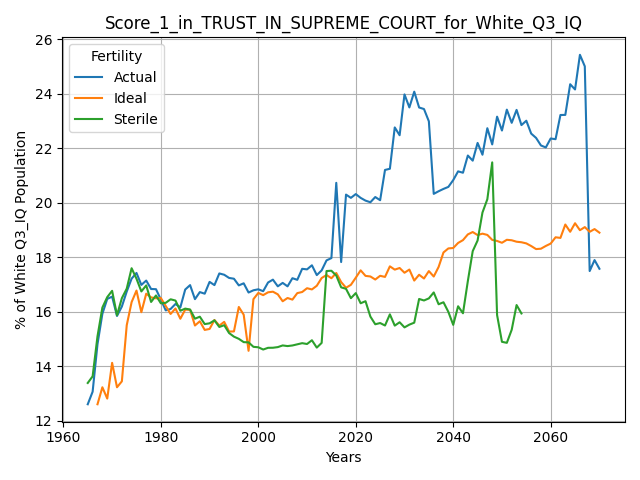 Score_1_in_TRUST_IN_SUPREME_COURT_for_White_Q3_IQ
26
24
22
20
18
16
14
12
% of White Q3_IQ Population
Fertility
Actual
Ideal
Sterile
1960 1980 2000 2020 2040 2060
Years